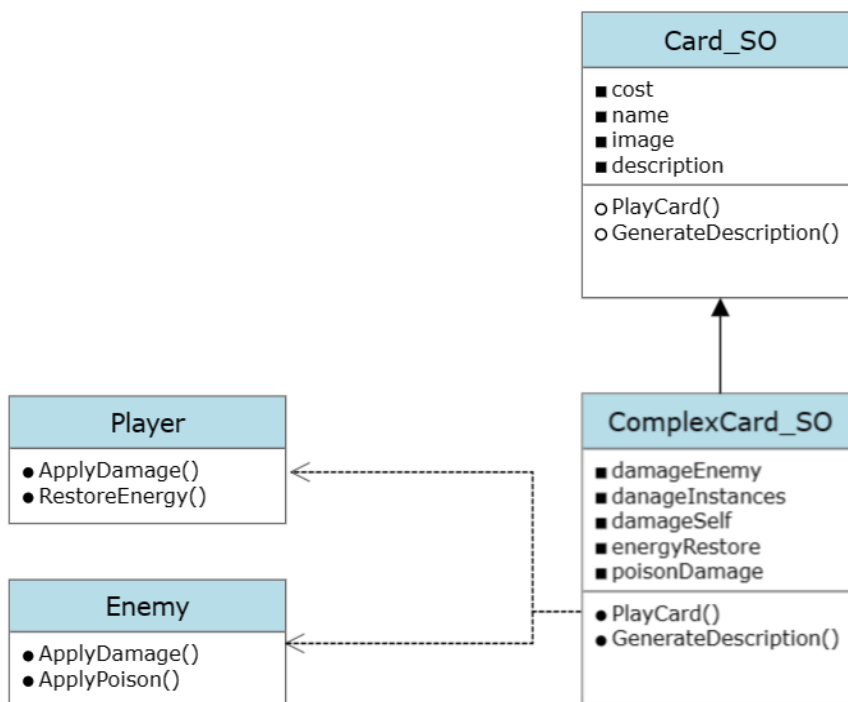 Card_SO
cost
name
image
description
PlayCard()
GenerateDescription()
Player
ApplyDamage()
RestoreEnergy()
Enemy
ApplyDamage()
ApplyPoison()
ComplexCard_SO
damageEnemy
danageInstances
damageSelf
energyRestore
poisonDamage
PlayCard()
GenerateDescription()